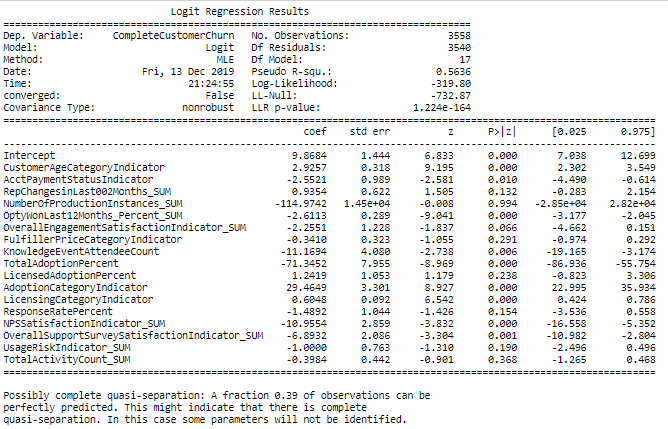 Logit Regression Results
==============================================================================
Dep. Variable: CompleteCustomerChurn No. Observations: 3558
Model: Logit Df Residuals: 3540
Method: MLE Df Model: 17
Date: Fri, 13 Dec 2019 Pseudo R-squ.: 0.5636
Time: 21:24:55 Log-Likelihood: -319.80
converged: False LL-Null: -732.87
Covariance Type: nonrobust LLR p-value: 1.224e-164
==============================================================================
coef std err z P>|z| [0.025 0.975]
------------------------------------------------------------------------------
Intercept 9.8684 1.444 6.833 0.000 7.038 12.699
CustomerAgeCategoryIndicator 2.9257 0.318 9.195 0.000 2.302 3.549
AcctPaymentStatusIndicator -2.5521 0.989 -2.581 0.010 -4.490 -0.614
RepChangesinLast002Months_SUM 0.9354 0.622 1.505 0.132 -0.283 2.154
NumberOfProductionInstances_SUM -114.9742 1.45e+04 -0.008 0.994 -2.85e+04 2.82e+04
OptyWonLast12Months_Percent_SUM -2.6113 0.289 -9.041 0.000 -3.177 -2.045
OverallEngagementSatisfactionIndicator_SUM -2.2551 1.228 -1.837 0.066 -4.662 0.151
FulfillerPriceCategoryIndicator -0.3410 0.323 -1.055 0.291 -0.974 0.292
KnowledgeEventAttendeeCount -11.1694 4.080 -2.738 0.006 -19.165 -3.174
TotalAdoptionPercent -71.3452 7.955 -8.969 0.000 -86.936 -55.754
LicensedAdoptionPercent 1.2419 1.053 1.179 0.238 -0.823 3.306
AdoptionCategoryIndicator 29.4649 3.301 8.927 0.000 22.995 35.934
LicensingCategoryIndicator 0.6048 0.092 6.542 0.000 0.424 0.786
ResponseRatePercent -1.4892 1.044 -1.426 0.154 -3.536 0.558
NPSSatisfactionIndicator_SUM -10.9554 2.859 -3.832 0.000 -16.558 -5.352
OverallSupportSurveySatisfactionIndicator_SUM -6.8932 2.086 -3.304 0.001 -10.982 -2.804
UsageRiskIndicator_SUM -1.0000 0.763 -1.310 0.190 -2.496 0.496
TotalActivityCount_SUM -0.3984 0.442 -0.901 0.368 -1.265 0.468
==============================================================================
Possibly complete quasi-separation: A fraction 0.39 of observations can be
perfectly predicted. This might indicate that there is complete
quasi-separation. In this case some parameters will not be identified.